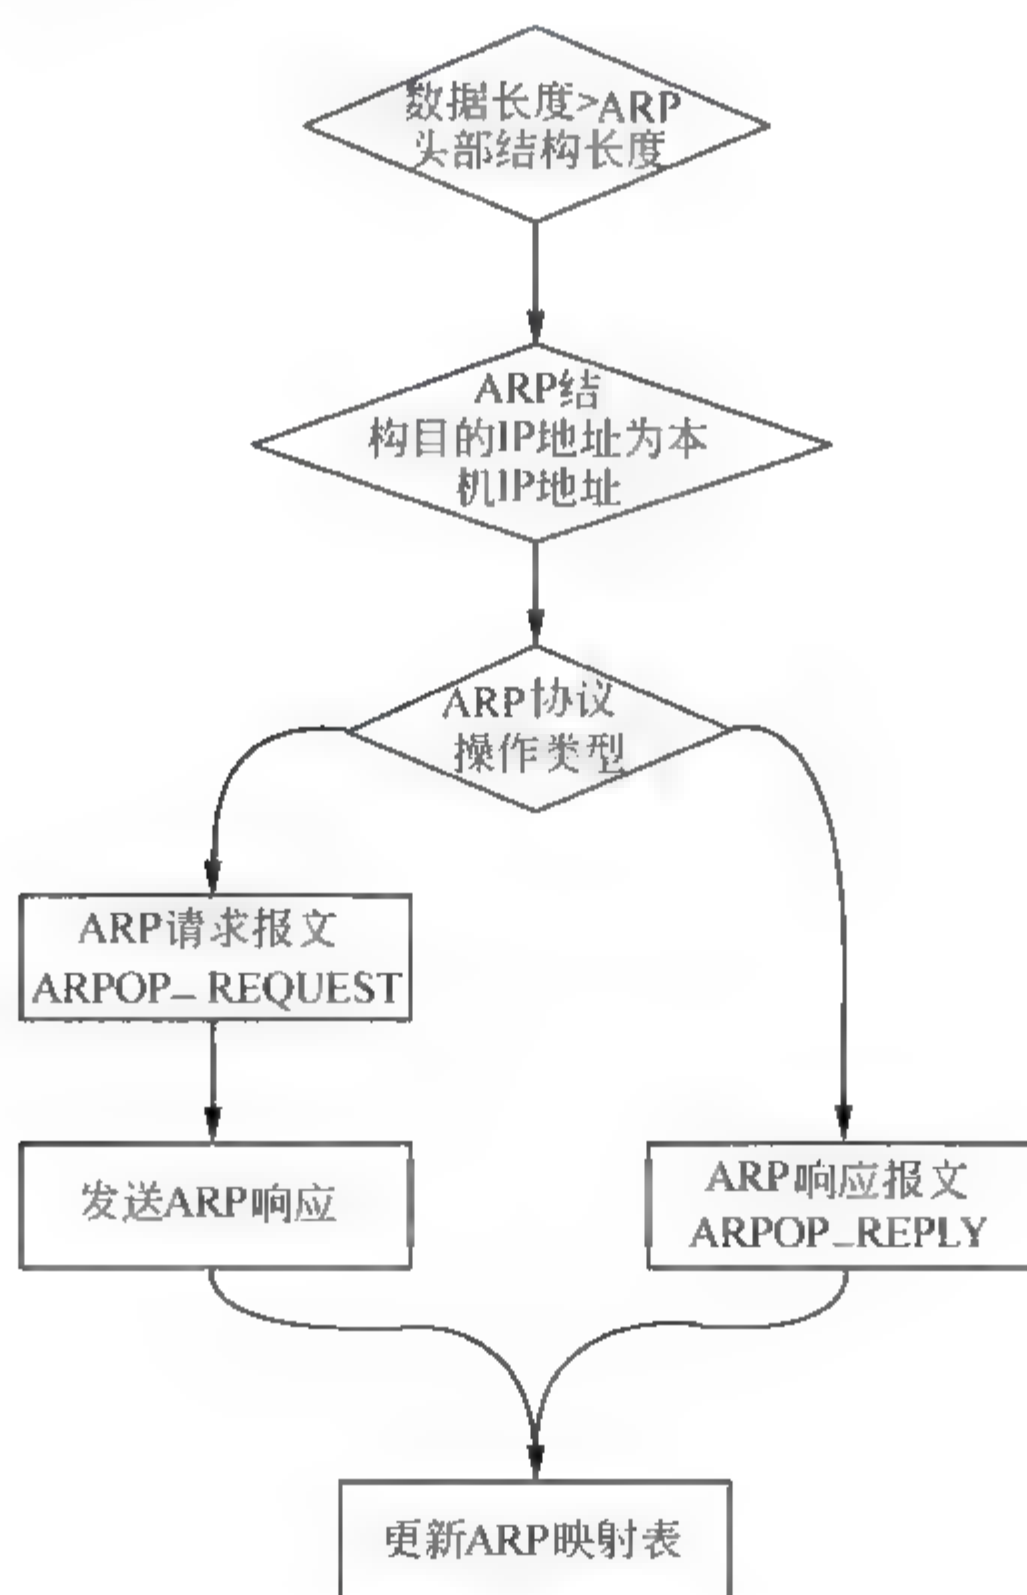 数据长度>ARP
头部结构长度
ARP结
构目的IP地址为本
机IP地址
ARP协议
操作类型
ARP请求报文
ARPOP_ REQUEST
发送ARP响应
ARP响应报文
ARPOP_REPLY
更新ARP映射表